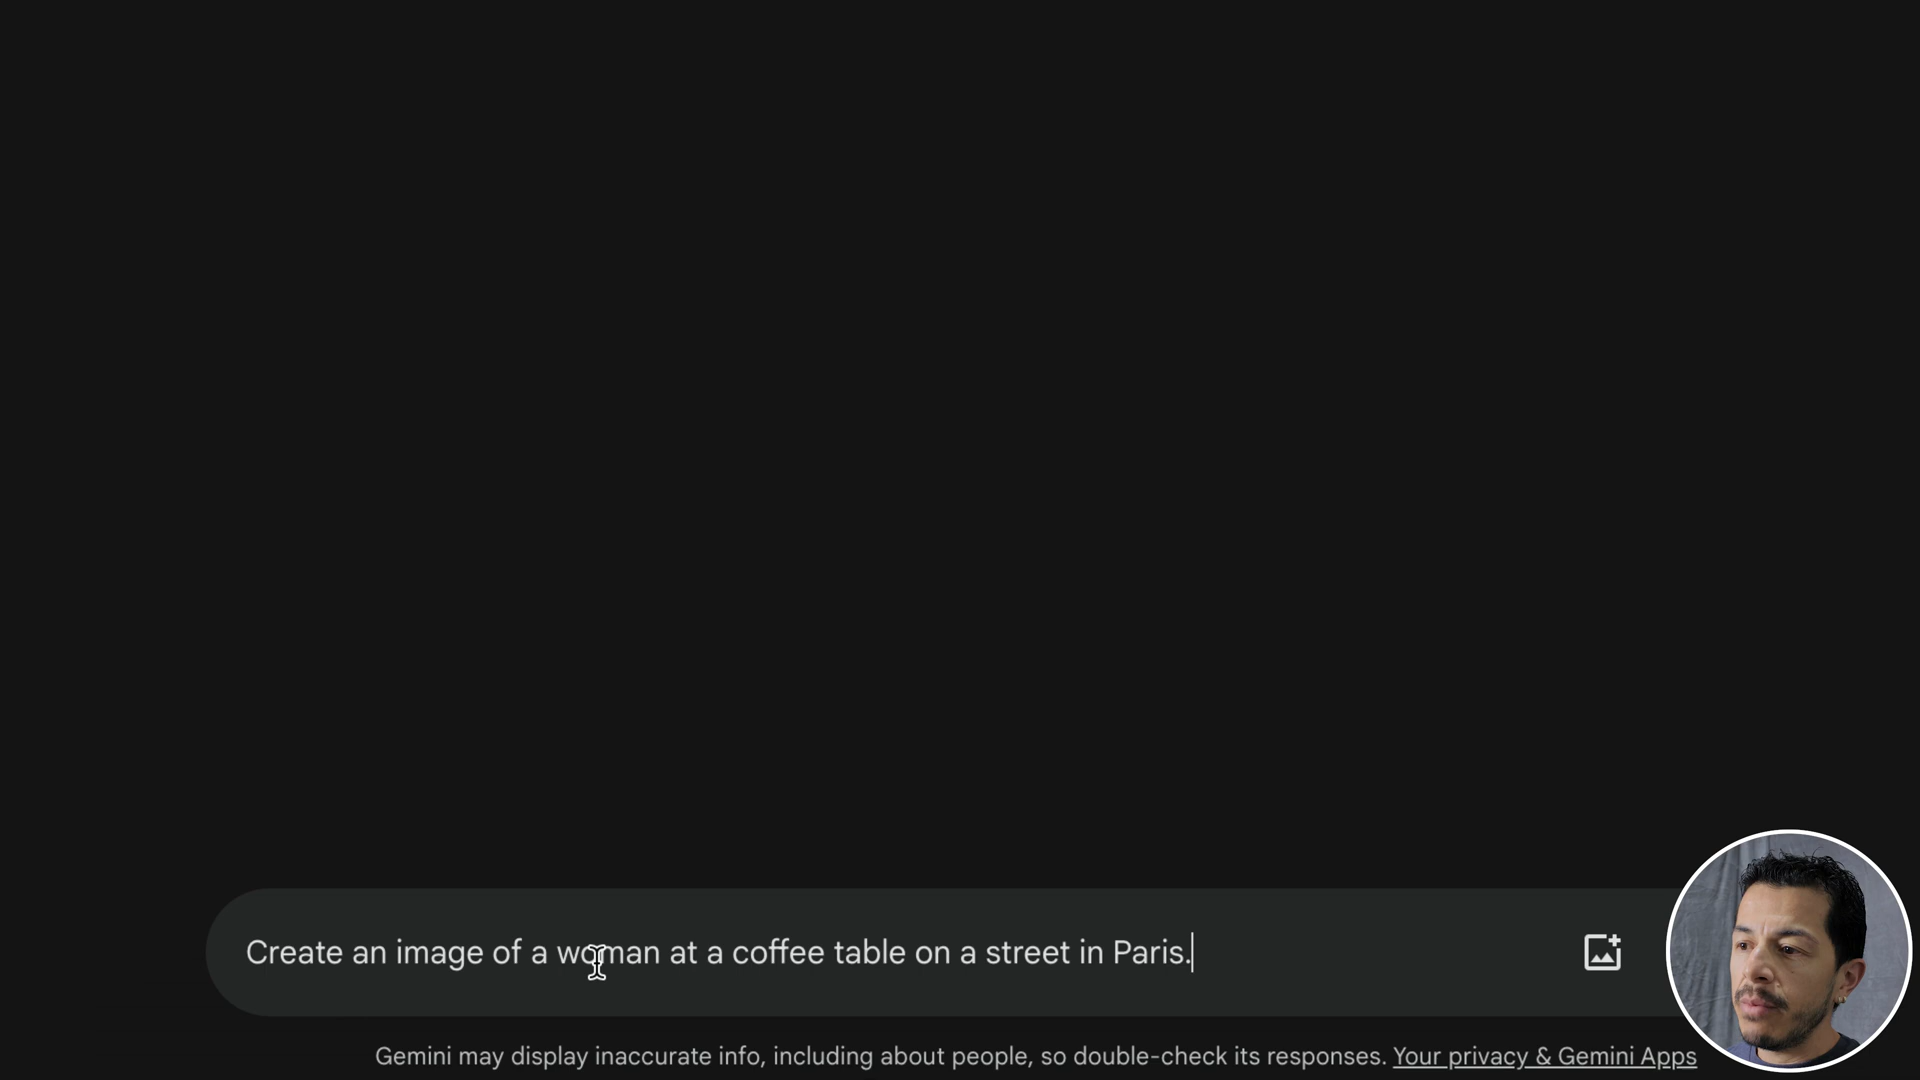 Create an image of a woman at a coffee table on a street in Paris.
Gemini may display inaccurate info, including about people, so double-check its responses. Your privacy & Gemini Apps